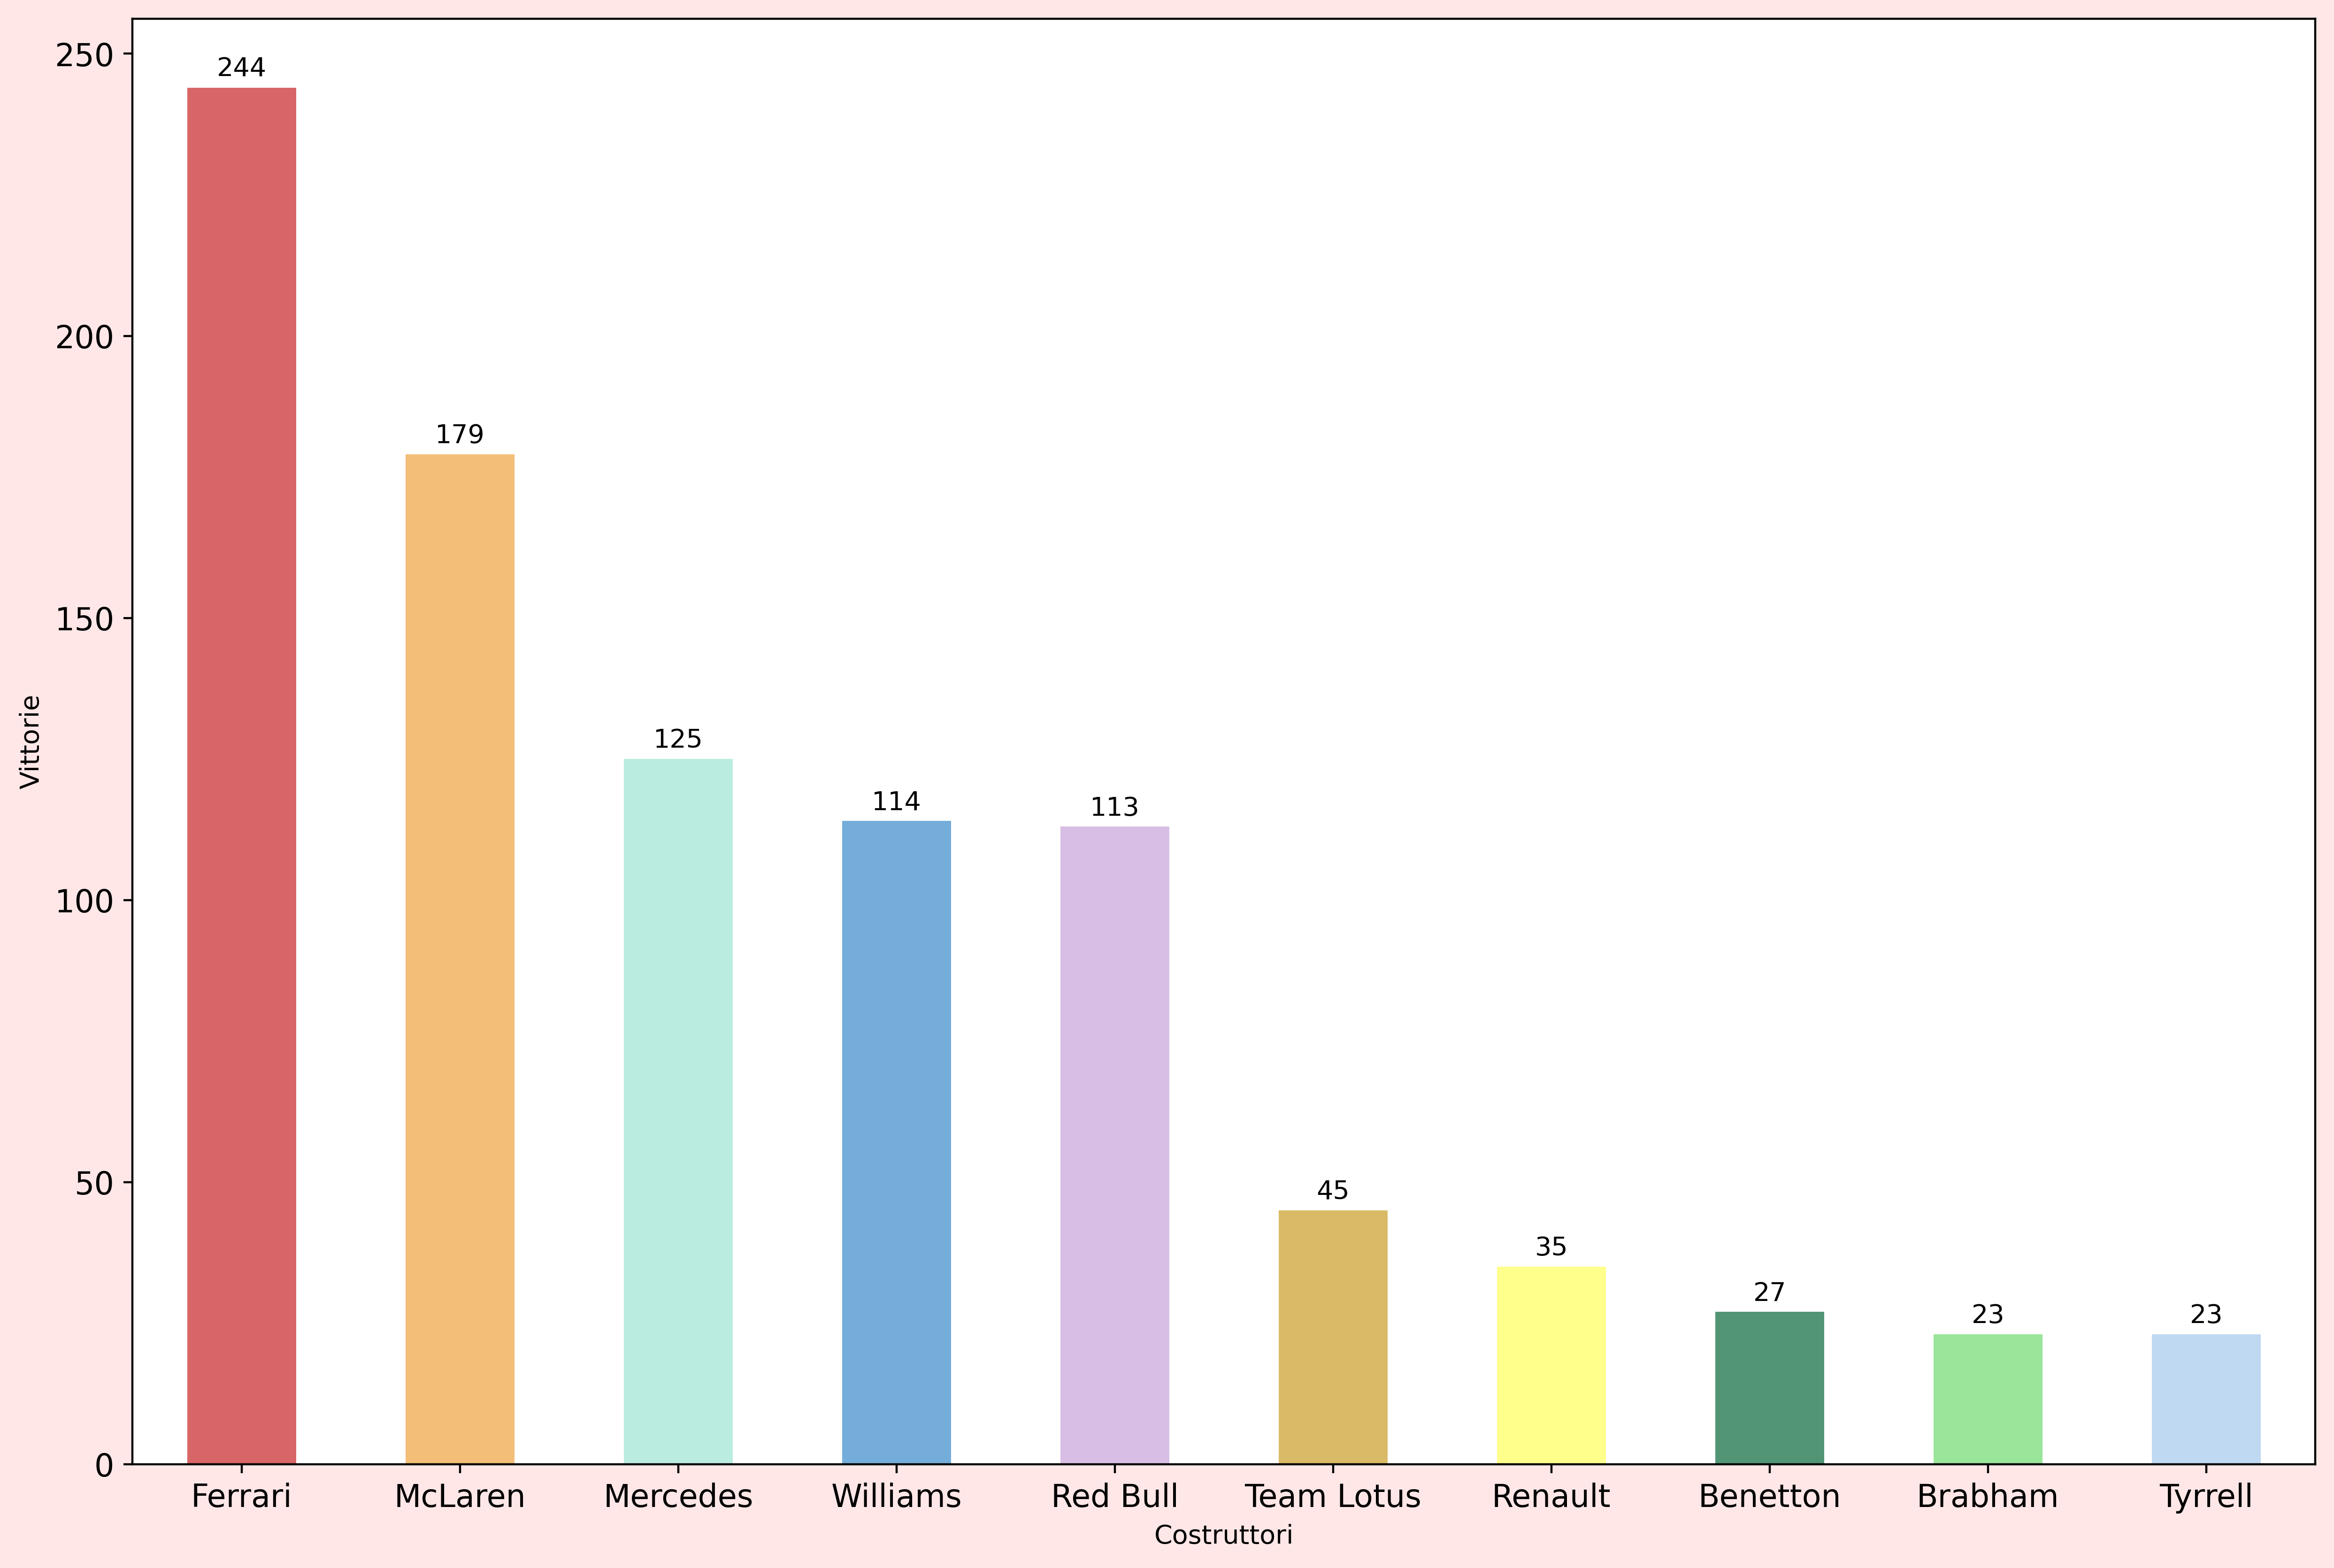 250
200
150
100
50
0
Vittorie
244
179
125
114
113
45
35
27
23
23
Ferrari
McLaren
Mercedes
Williams
Red Bull
Team Lotus
Renault
Benetton
Brabham
Tyrrell
Costruttori